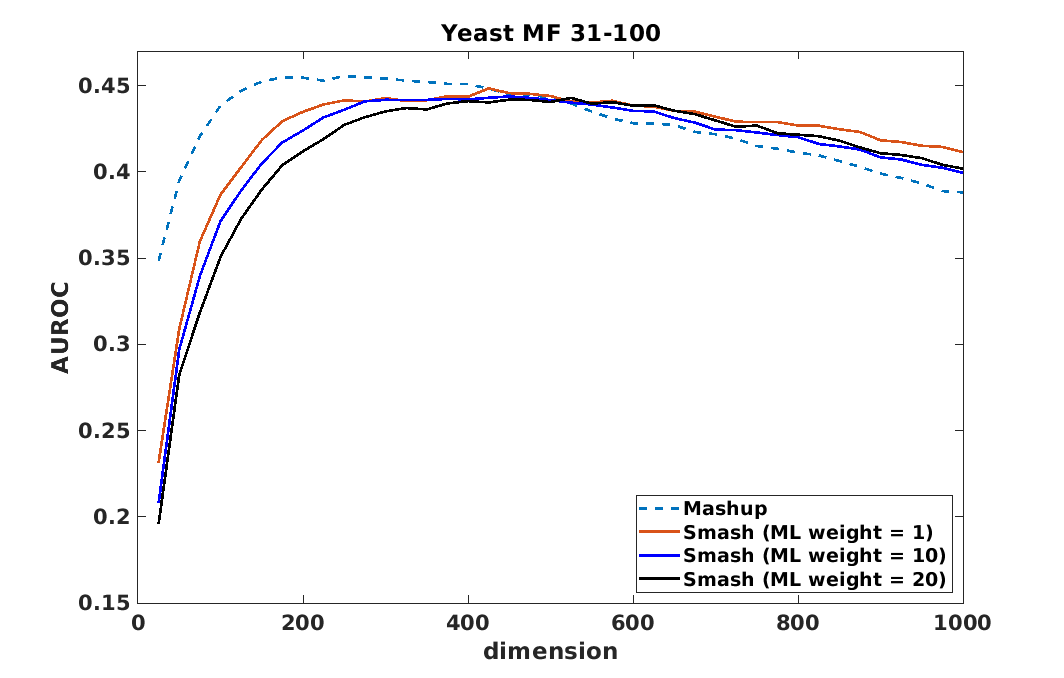 Yeast MF 31-100
AUROC
0.45
0.4
0.35
0.3
0.25
0.2
0.15
0
200
400
600
800
1000
dimension
Mashup
Smash (ML weight = 1)
Smash (ML weight = 10)
Smash (ML weight = 20)